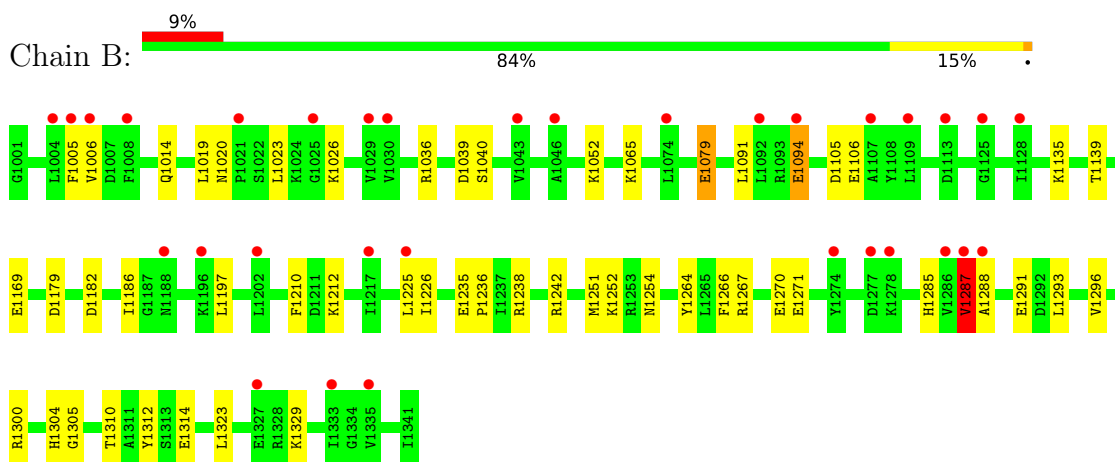 9%
Chain B:
84% 15% •
G1001 L1004 F1005 V1006 D1007 F1008 Q1014 L1019 N1020 P1021 S1022 L1023 K1024 G1025 K1026 V1029 V1030 R1036 D1039 S1040 V1043 A1046 K1052 K1065 L1074 E1079 L1091 L1092 R1093 E1094 D1105 E1106 A1107 Y1108 L1109 D1113 G1125 I1128 K1135 T1139
E1169 D1179 D1182 I1186 G1187 N1188 K1196 L1197 L1202 F1210 D1211 K1212 I1217 L1225 I1226 E1235 P1236 I1237 R1238 R1242 M1251 K1252 R1253 N1254 Y1264 L1265 F1266 R1267 E1270 E1271 Y1274 D1277 K1278 H1285 V1286 V1287 A1288 E1291 D1292 L1293 V1296
R1300 H1304 G1305 T1310 A1311 Y1312 S1313 E1314 L1323 E1327 R1328 K1329 I1333 G1334 V1335 I1341